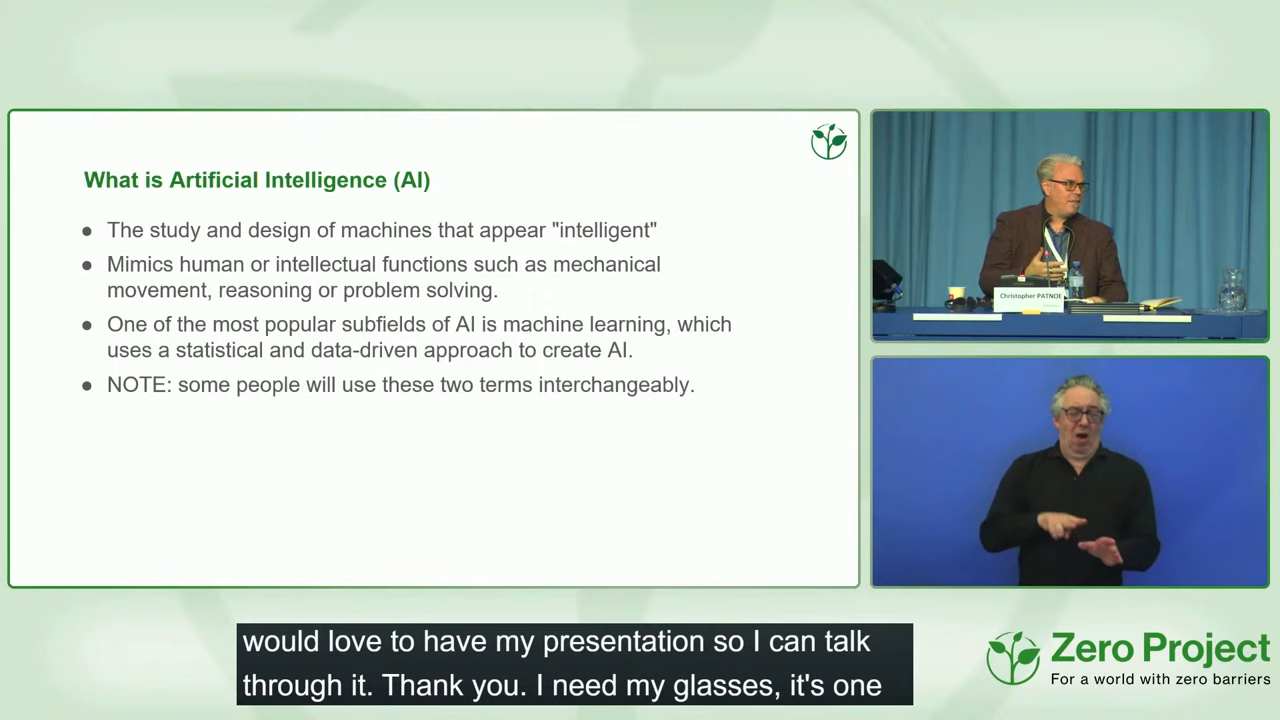 What is Artificial Intelligence (AI)
● The study and design of machines that appear "intelligent"
● Mimics human or intellectual functions such as mechanical
movement, reasoning or problem solving.
● One of the most popular subfields of AI is machine learning, which
uses a statistical and data-driven approach to create AI.
● NOTE: some people will use these two terms interchangeably.
Christopher PATNOE
would love to have my presentation so I can talk
through it. Thank you. I need my glasses, it's one
Zero Project
For a world with zero barriers